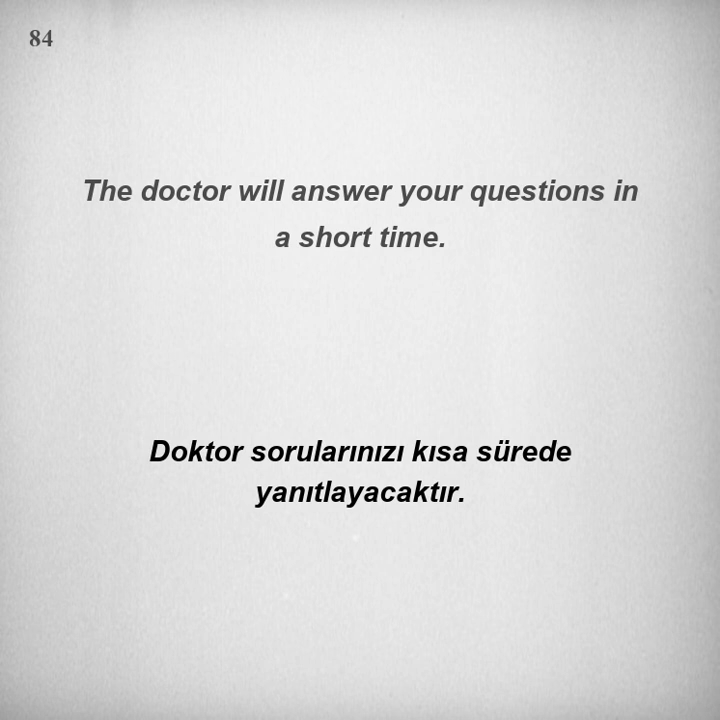 84
The doctor will answer your questions in
a short time.
Doktor sorularınızı kısa sürede
yanıtlayacaktır.